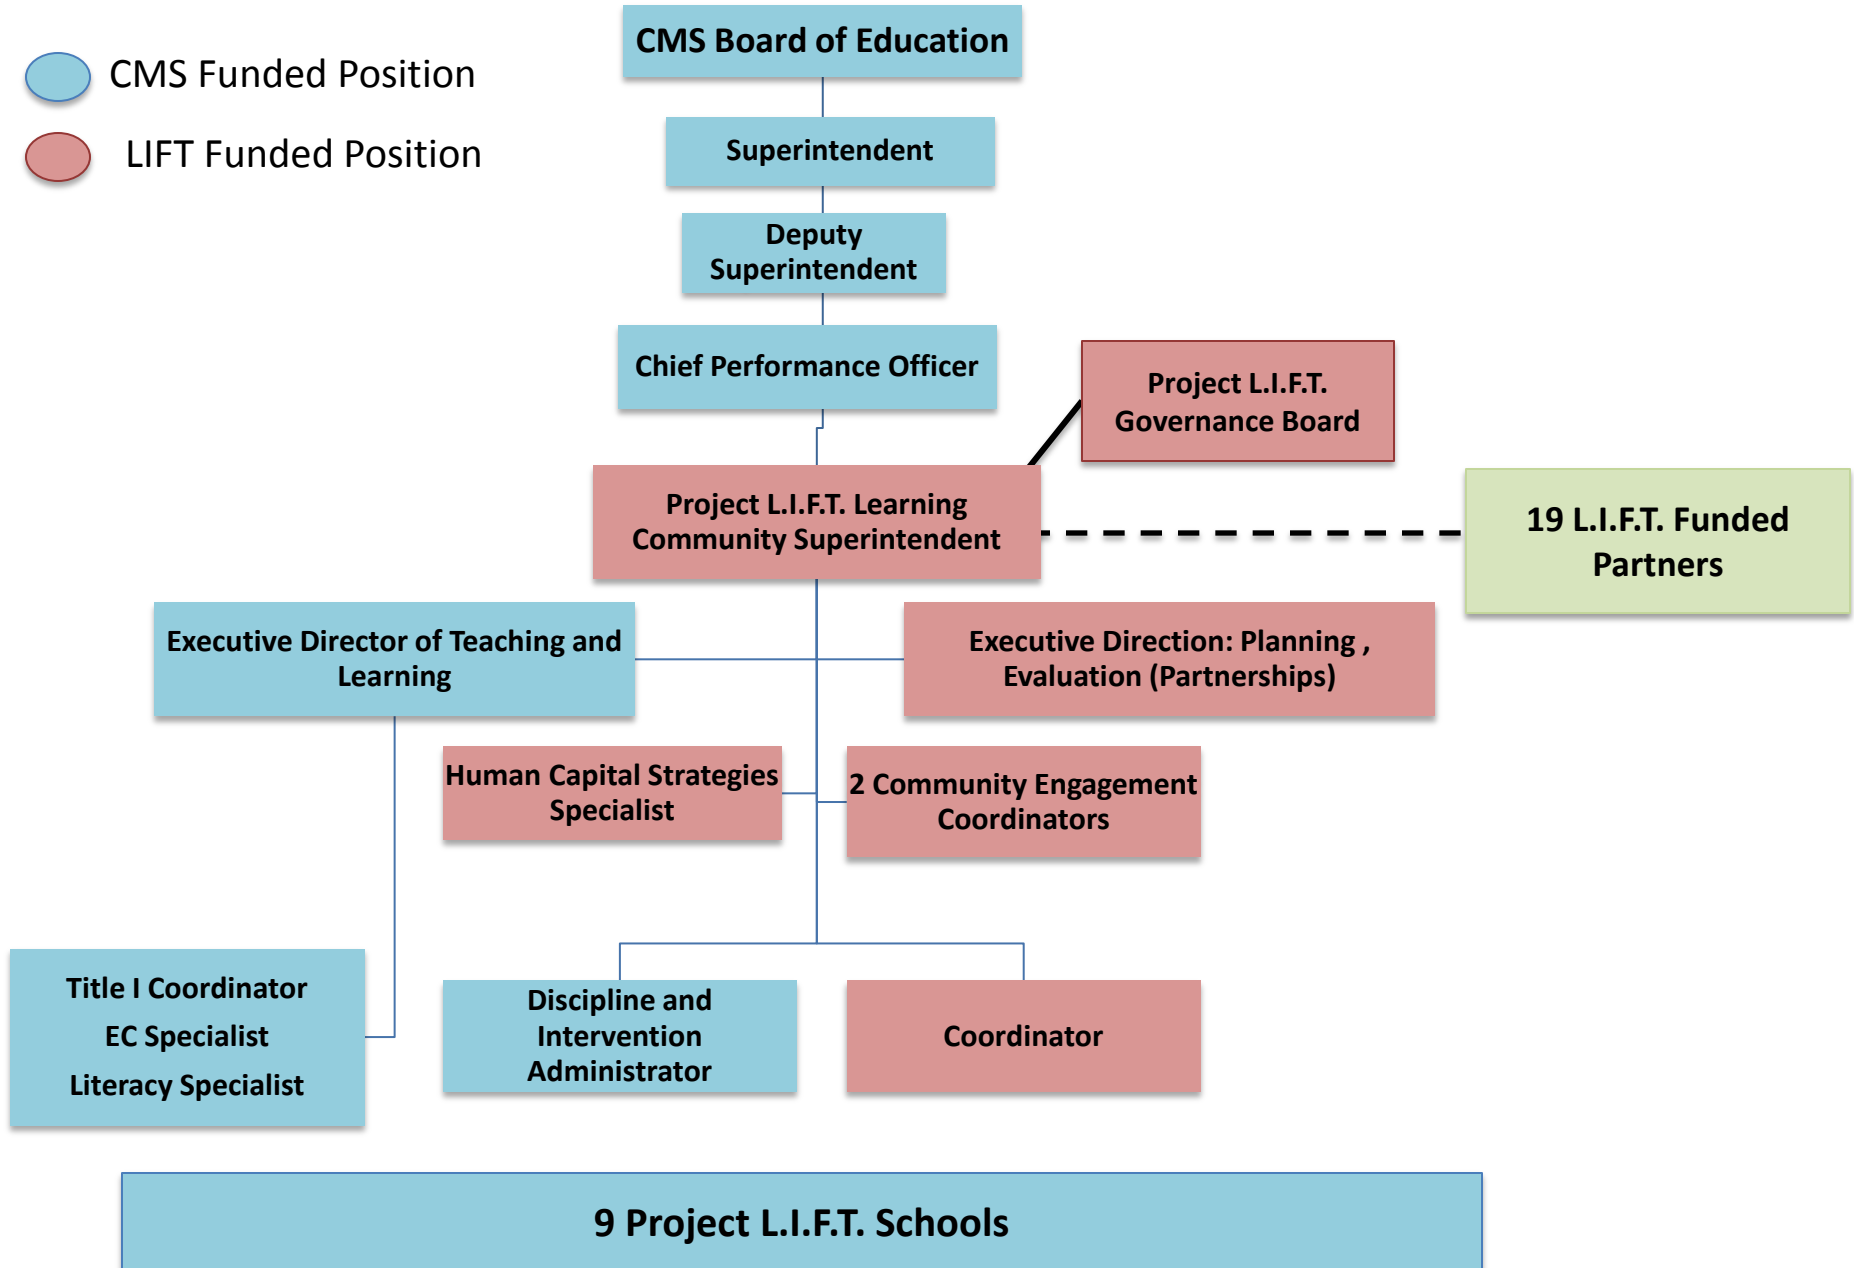 CMS Board of Education
CMS Funded Position
LIFT Funded Position
Superintendent
Deputy
Superintendent
Chief Performance Officer
Project L.I.F.T.
Governance Board
Project L.I.F.T. Learning
Community Superintendent
19 L.I.F.T. Funded
Partners
Executive Director of Teaching and
Learning
Executive Direction: Planning ,
Evaluation (Partnerships)
Human Capital Strategies
Specialist
2 Community Engagement
Coordinators
Title I Coordinator
EC Specialist
Literacy Specialist
Discipline and
Intervention
Administrator
Coordinator
9 Project L.I.F.T. Schools